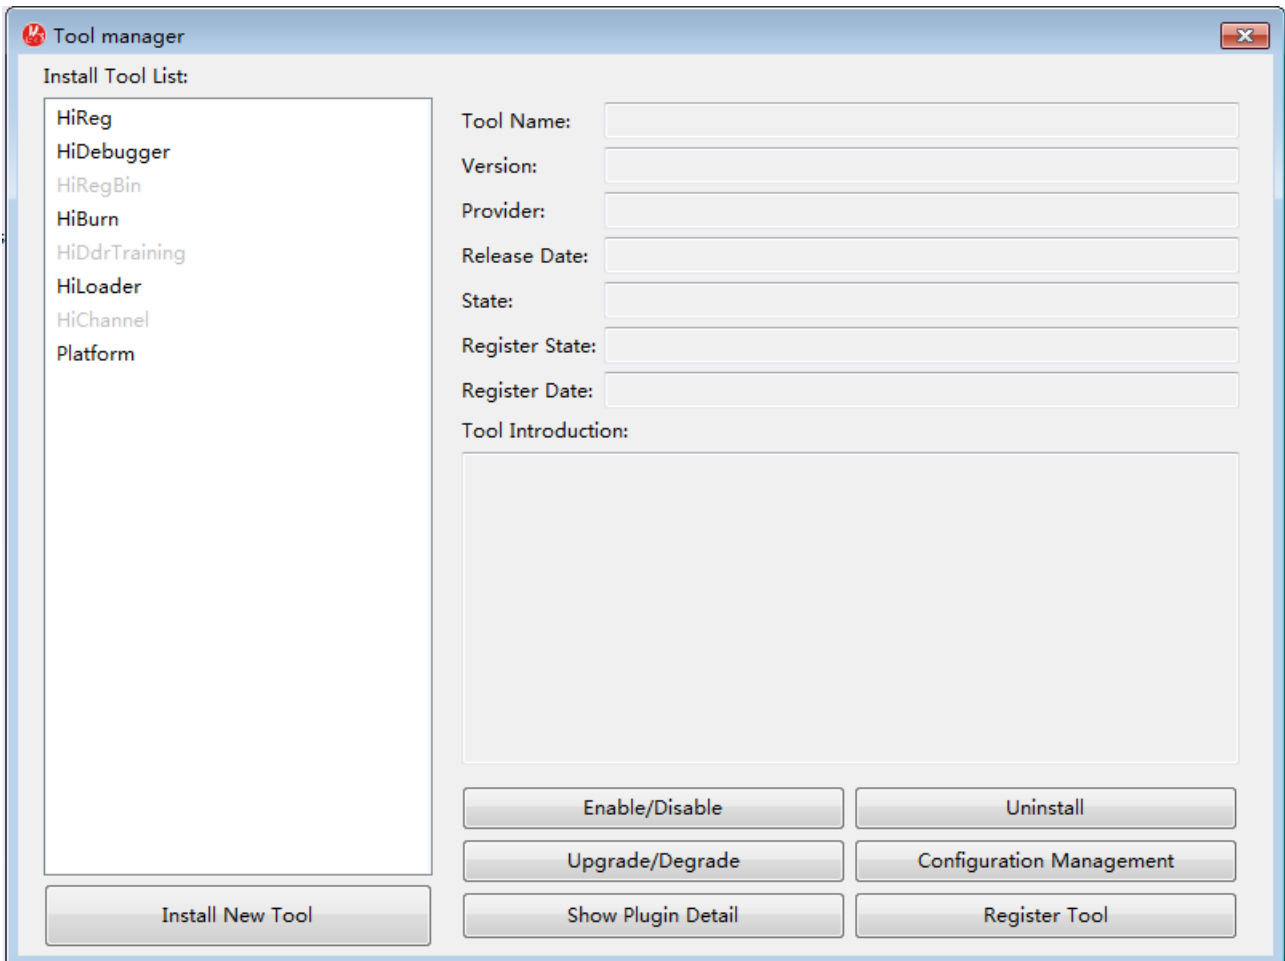 Tool manager
Install Tool List:
HiReg
HiDebugger
HiRegBin
HiBurn
HiDdrTraining
HiLoader
HiChannel
Platform
Install New Tool
Tool Name:
Version:
Provider:
Release Date:
State:
Register State:
Register Date:
Tool Introduction:
Enable/Disable
Uninstall
Upgrade/Degrade
Configuration Management
Show Plugin Detail
Register Tool